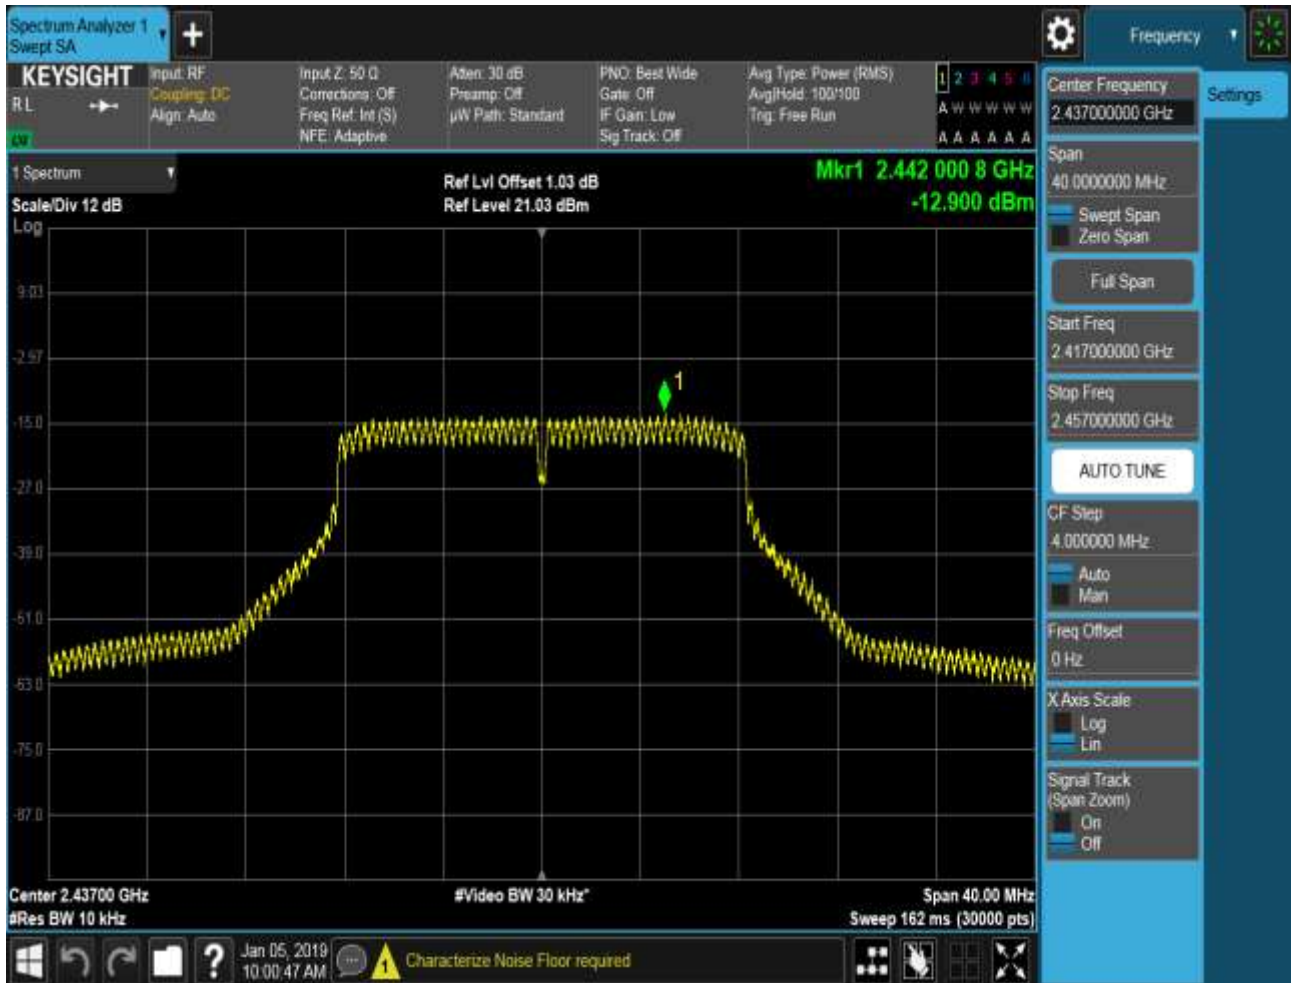 Spectrum Analyzer 1
Swept SA
+
Frequency
KEYSIGHT
RL
LXI
Input: RF
Coupling: DC
Align: Auto
Input Z: 50 Ω
Corrections: Off
Freq Ref: Int (S)
NFE: Adaptive
Atten: 30 dB
Preamp: Off
µW Path: Standard
PNO: Best Wide
Gate: Off
IF Gain: Low
Sig Track: Off
Avg Type: Power (RMS)
Avg|Hold: 100/100
Trig: Free Run
1 2 3 4 5 6
A W W W W W
A A A A A A
Center Frequency
2.437000000 GHz
Settings
1 Spectrum
Scale/Div 12 dB
Log
Ref Lvl Offset 1.03 dB
Ref Level 21.03 dBm
Mkr1 2.442 000 8 GHz
-12.900 dBm
Span
40.0000000 MHz
Swept Span
Zero Span
Full Span
Start Freq
2.417000000 GHz
Stop Freq
2.457000000 GHz
AUTO TUNE
CF Step
4.000000 MHz
Auto
Man
Freq Offset
0 Hz
X Axis Scale
Log
Lin
Signal Track
(Span Zoom)
On
Off
9.03
-2.97
-15.0
-27.0
-39.0
-51.0
-63.0
-75.0
-87.0
1
Center 2.43700 GHz
#Res BW 10 kHz
#Video BW 30 kHz*
Span 40.00 MHz
Sweep 162 ms (30000 pts)
?
Jan 05, 2019
10:00:47 AM
1
Characterize Noise Floor required